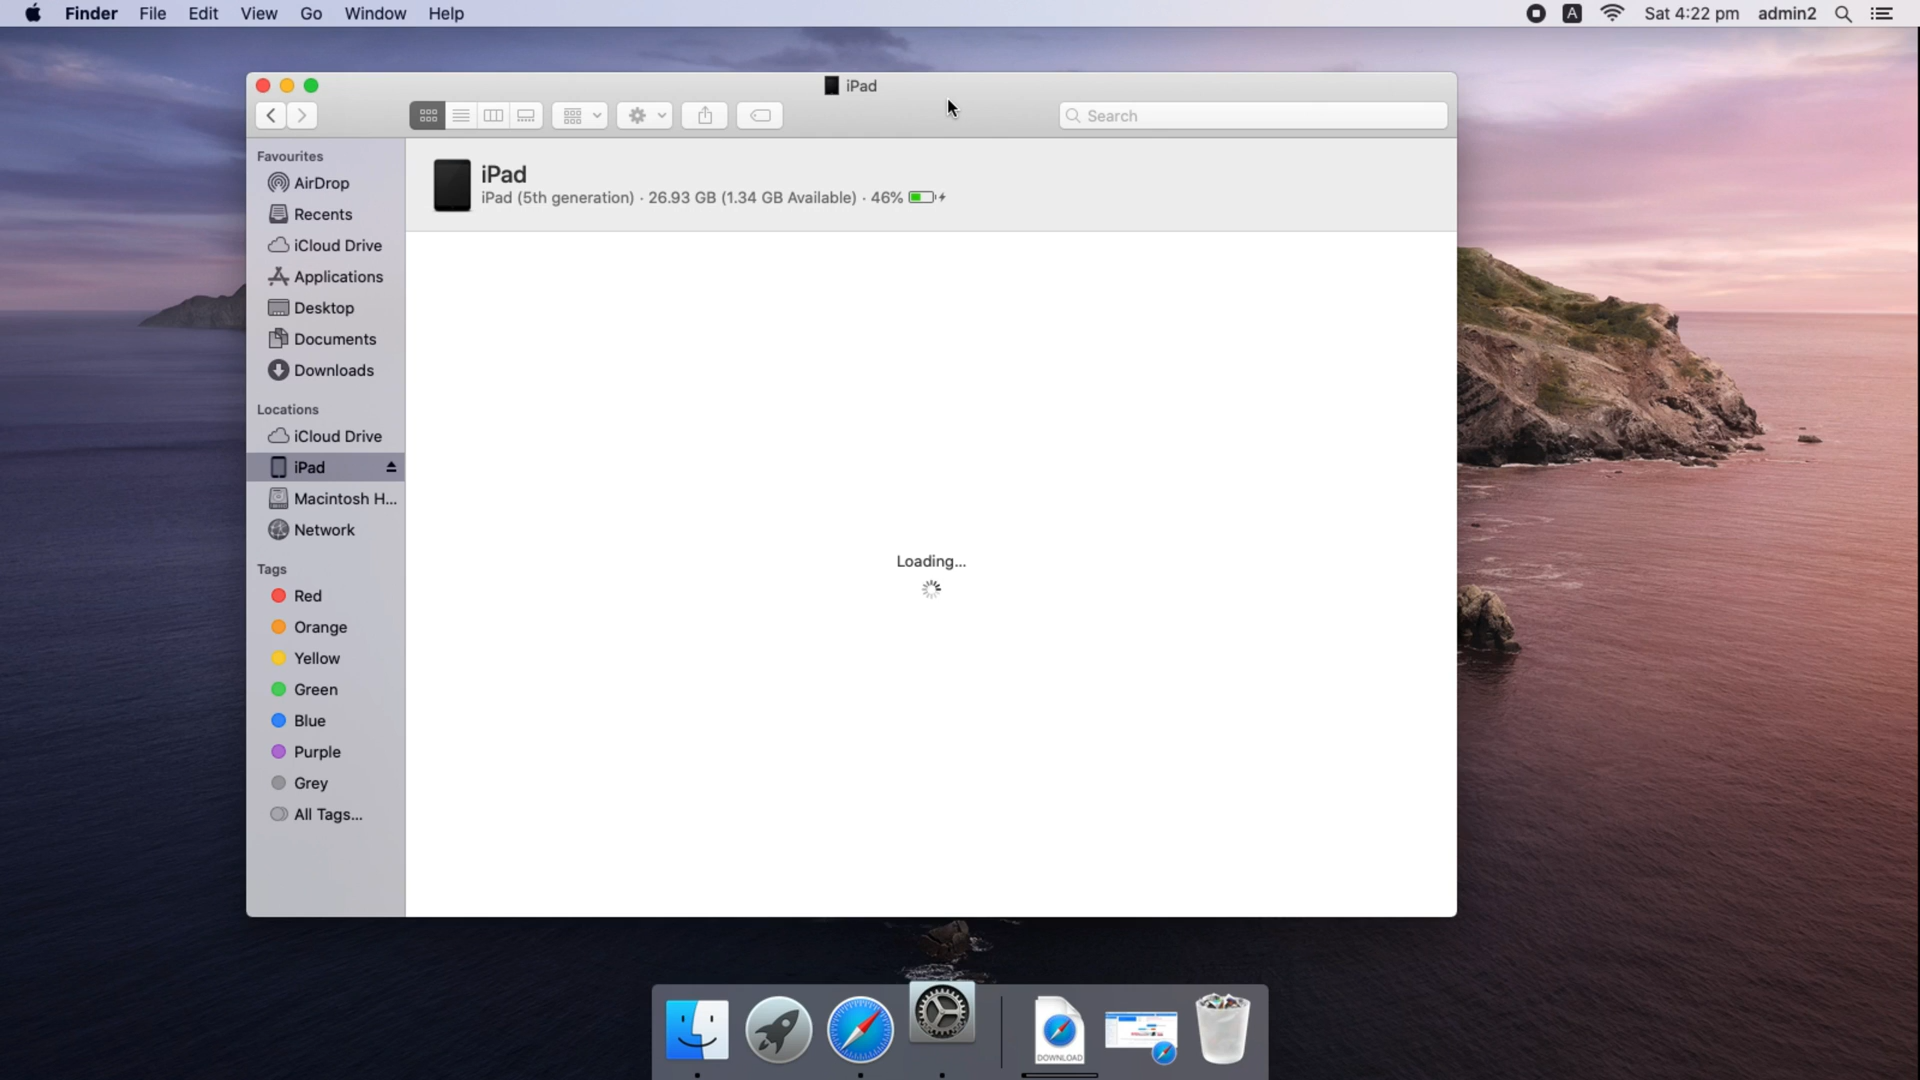 Finder File Edit View Go Window Help
A Sat 4:22 pm admin2
iPad
Search
Favourites
AirDrop
Recents
iCloud Drive
Applications
Desktop
Documents
Downloads
Locations
iCloud Drive
iPad
Macintosh H...
Network
Tags
Red
Orange
Yellow
Green
Blue
Purple
Grey
All Tags...
iPad
iPad (5th generation) · 26.93 GB (1.34 GB Available) · 46%
Loading...
DOWNLOAD